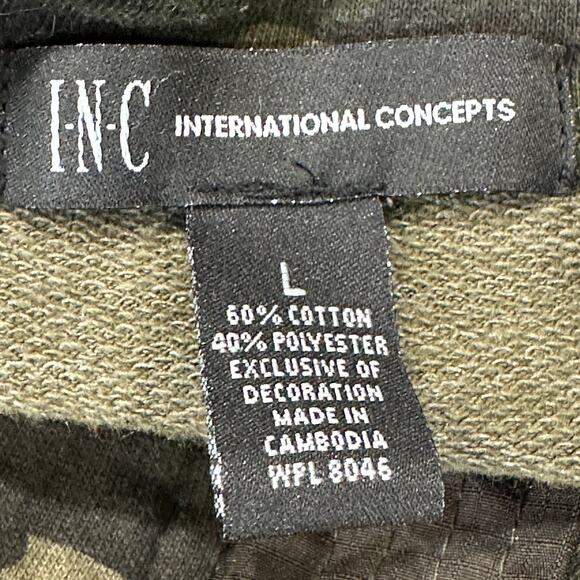 I-N-C INTERNATIONAL CONCEPTS
L
60% COTTON
40% POLYESTER
EXCLUSIVE OF
DECORATION
MADE IN
CAMBODIA
WPL 8046